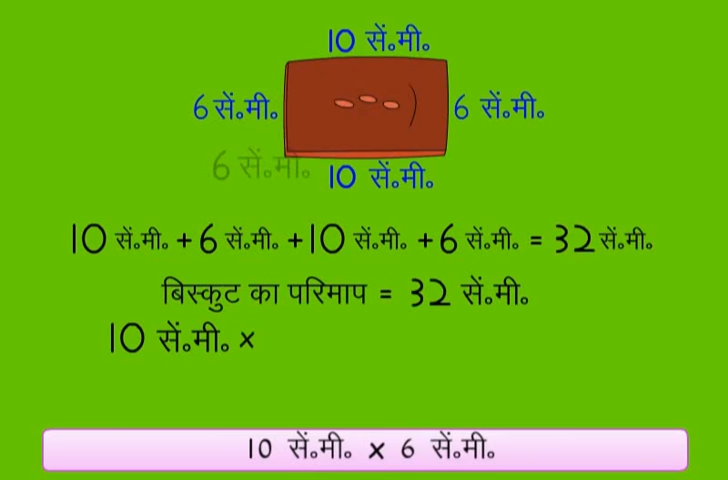 10 सें.मी.
6 सें.मी. 6 सें.मी.
6 सें.मी.
10 सें.मी.
10 सें.मी. + 6 सें.मी. + 10 सें.मी. + 6 सें.मी. = 32 सें.मी.
बिस्कुट का परिमाप = 32 सें.मी.
10 सें.मी. ×
10 सें.मी. × 6 सें.मी.